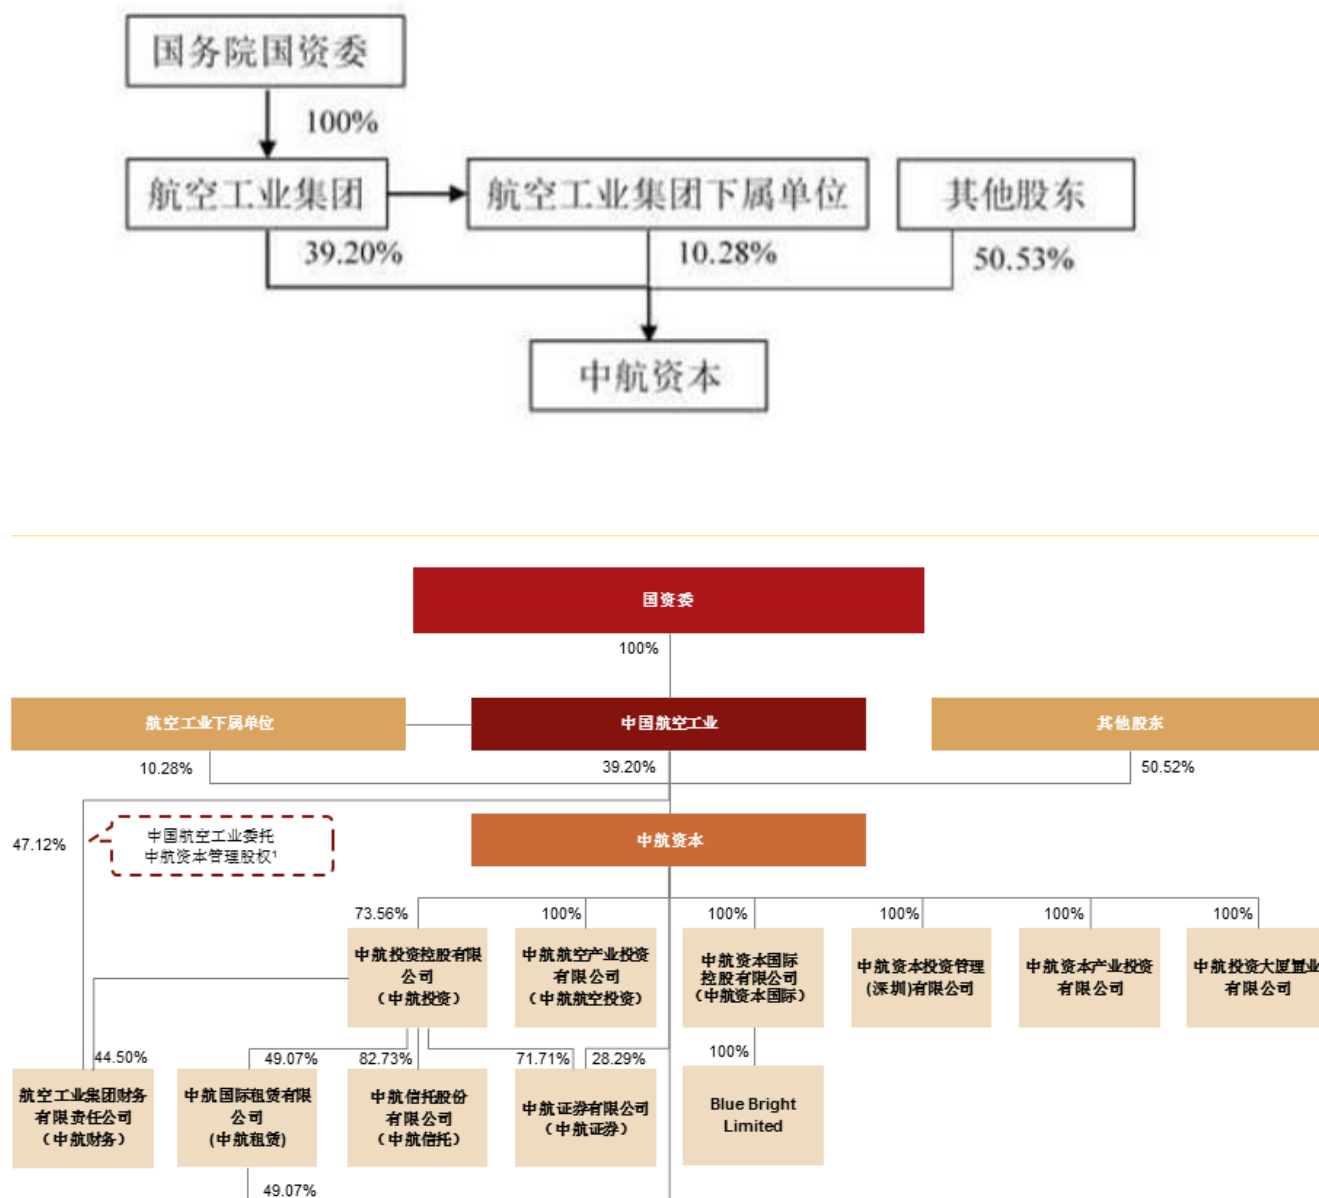 国务院国资委
100%
航空工业集团
航空工业集团下属单位
其他股东
39.20%
10.28%
50.53%
中航资本
国资委
100%
航空工业下属单位
中国航空工业
其他股东
10.28%
39.20%
50.52%
47.12%
中国航空工业委托
中航资本管理股权¹
中航资本
73.56%
100%
100%
100%
100%
100%
中航投资控股有限
公司
（中航投资）
中航航空产业投资
有限公司
（中航航空投资）
中航资本国际
控股有限公司
（中航资本国际）
中航资本投资管理
(深圳)有限公司
中航资本产业投资
有限公司
中航投资大厦置业
有限公司
44.50%
49.07%
82.73%
71.71%
28.29%
100%
航空工业集团财务
有限责任公司
（中航财务）
中航国际租赁有限
公司
(中航租赁)
中航信托股份
有限公司
（中航信托）
中航证券有限公司
（中航证券）
Blue Bright
Limited
49.07%